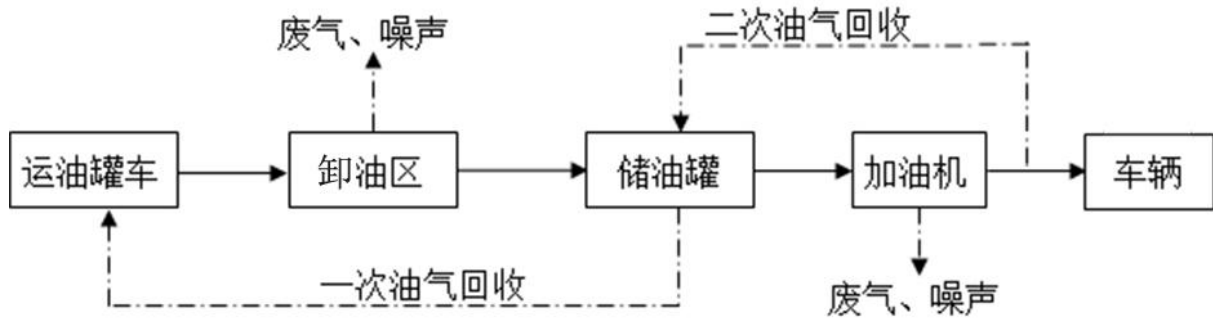 废气、噪声
二次油气回收
运油罐车
卸油区
储油罐
加油机
车辆
一次油气回收
废气、噪声